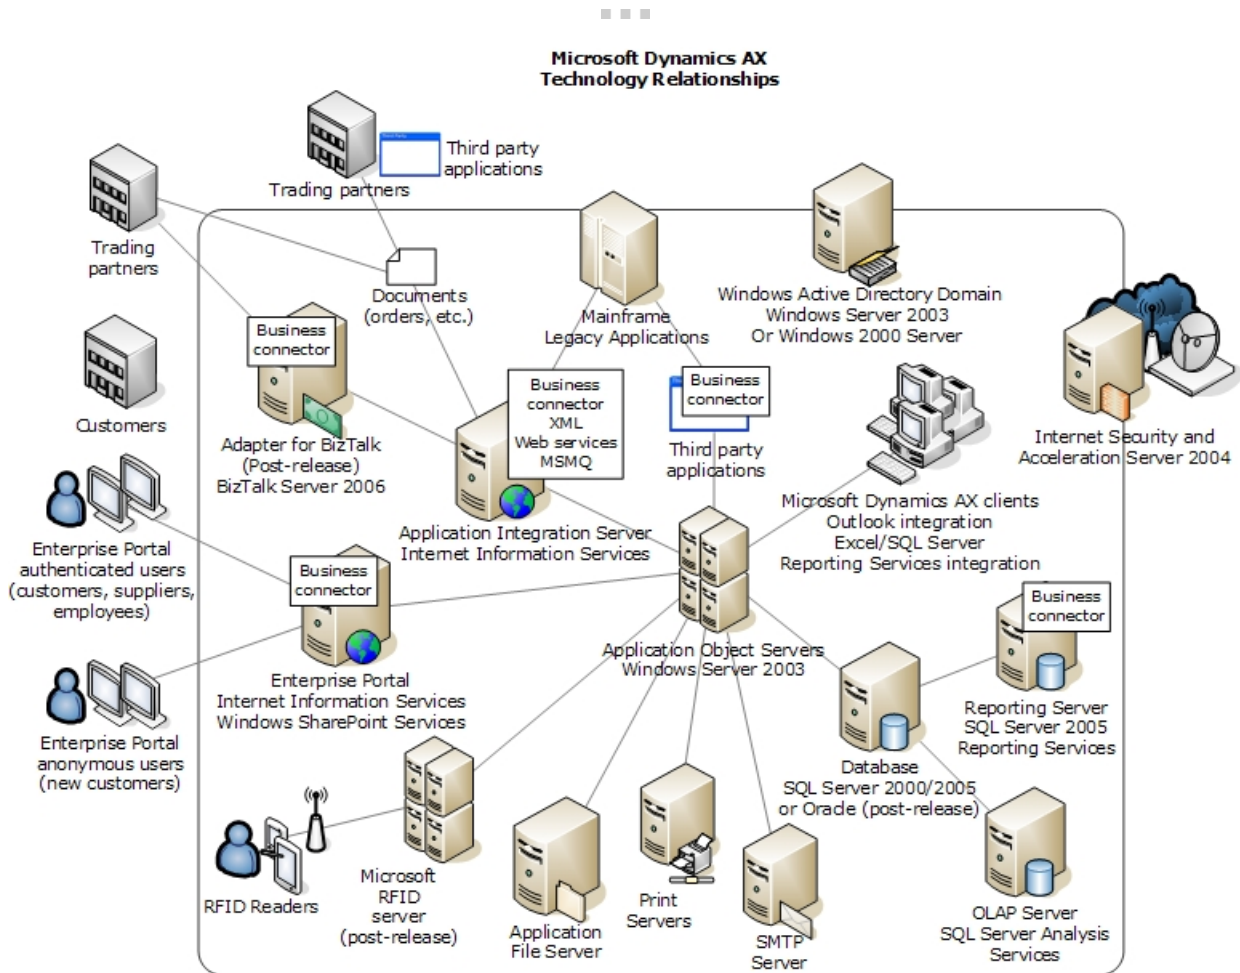 Microsoft Dynamics AX
Technology Relationships
Third party
applications
Trading partners
Trading
partners
Documents
(orders, etc.)
Mainframe
Legacy Applications
Windows Active Directory Domain
Windows Server 2003
Or Windows 2000 Server
Business
connector
Adapter for BizTalk
(Post-release)
BizTalk Server 2006
Customers
Business
connector
XML
Web services
MSMQ
Application Integration Server
Internet Information Services
Business
connector
Third party
applications
Microsoft Dynamics AX clients
Outlook integration
Excel/SQL Server
Reporting Services integration
Internet Security and
Acceleration Server 2004
Enterprise Portal
authenticated users
(customers, suppliers,
employees)
Business
connector
Enterprise Portal
Internet Information Services
Windows SharePoint Services
Application Object Servers
Windows Server 2003
Business
connector
Reporting Server
SQL Server 2005
Reporting Services
Enterprise Portal
anonymous users
(new customers)
Database
SQL Server 2000/2005
or Oracle (post-release)
RFID Readers
Microsoft
RFID
server
(post-release)
Application
File Server
Print
Servers
SMTP
Server
OLAP Server
SQL Server Analysis
Services